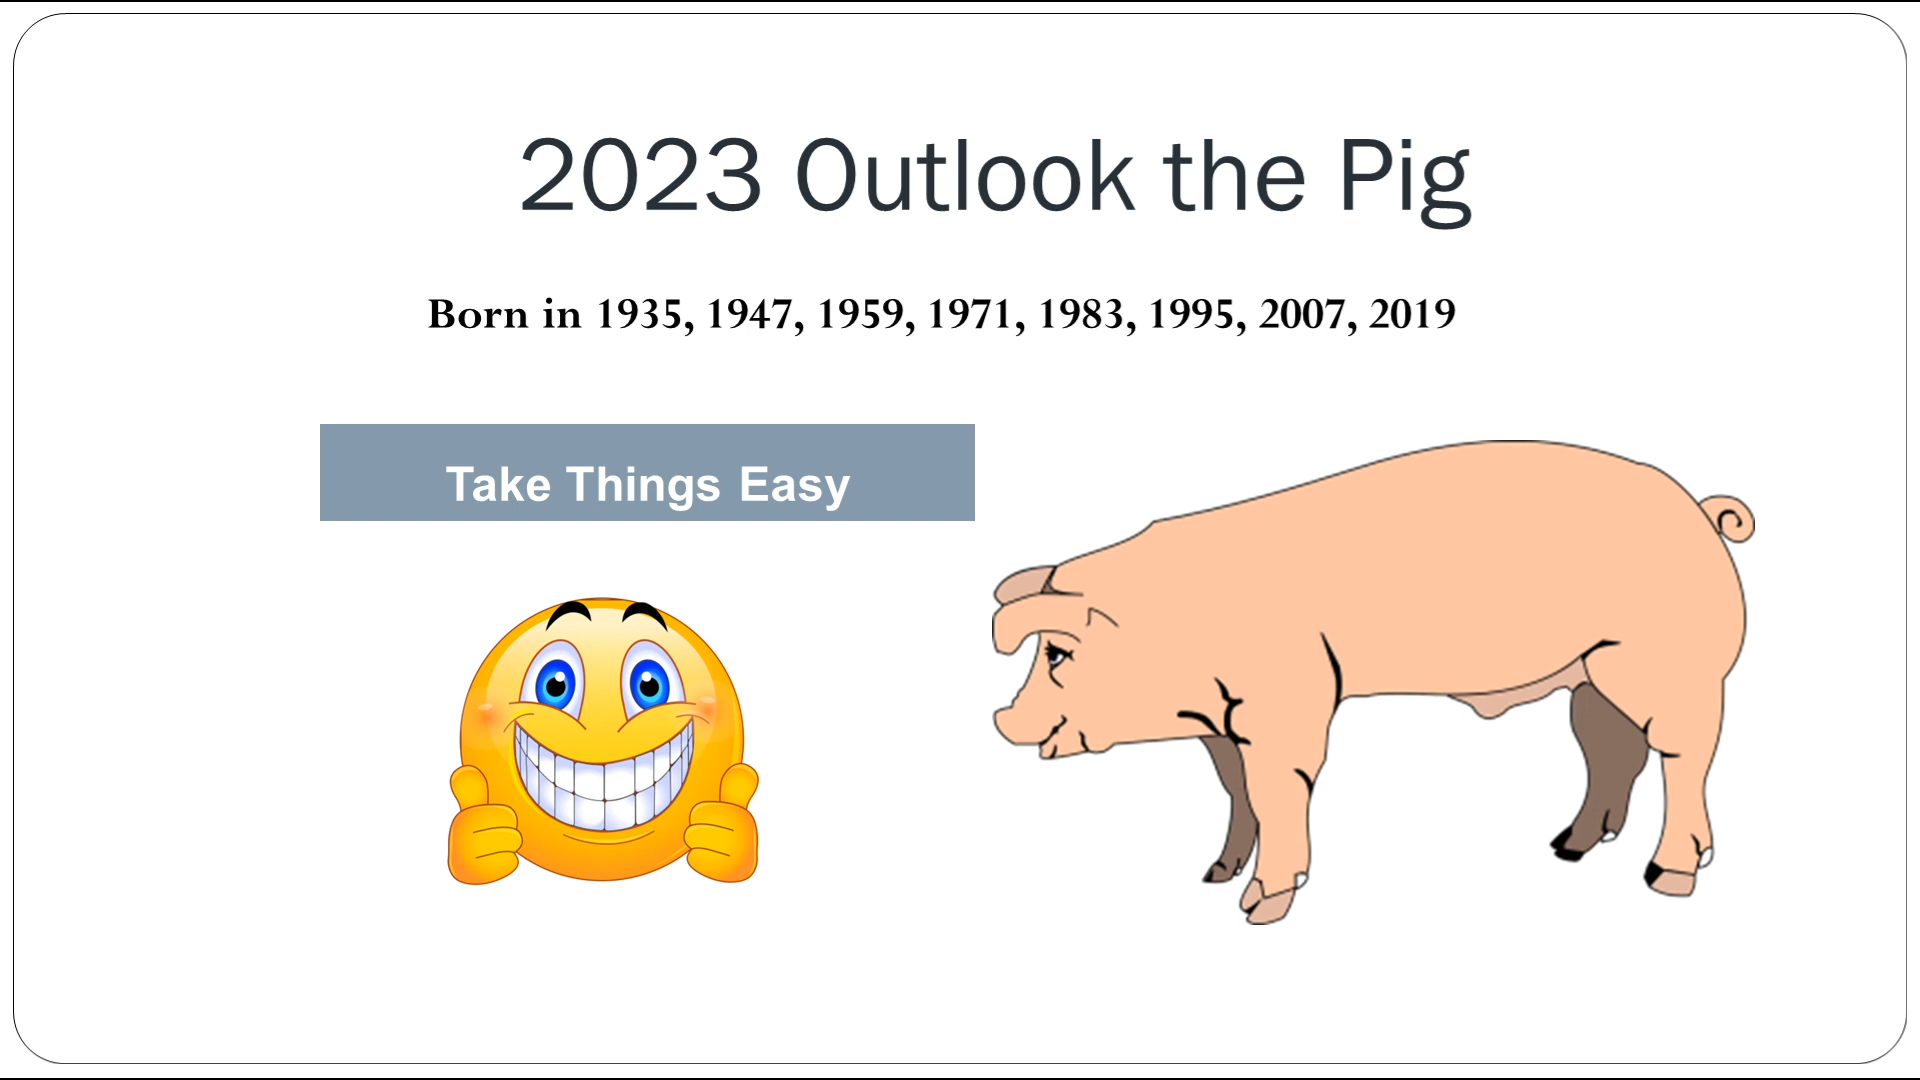 2023 Outlook the Pig
Born in 1935, 1947, 1959, 1971, 1983, 1995, 2007, 2019
Take Things Easy